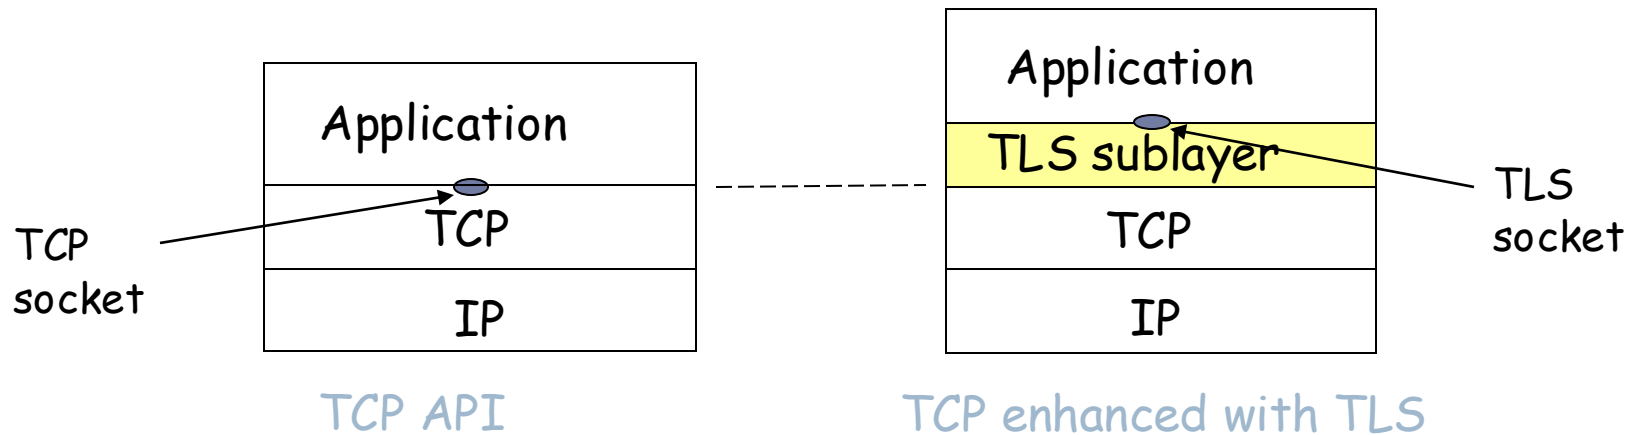 Application
TCP
socket
TCP
IP
TCP API
Application
TLS sublayer
TLS
socket
TCP
IP
TCP enhanced with TLS